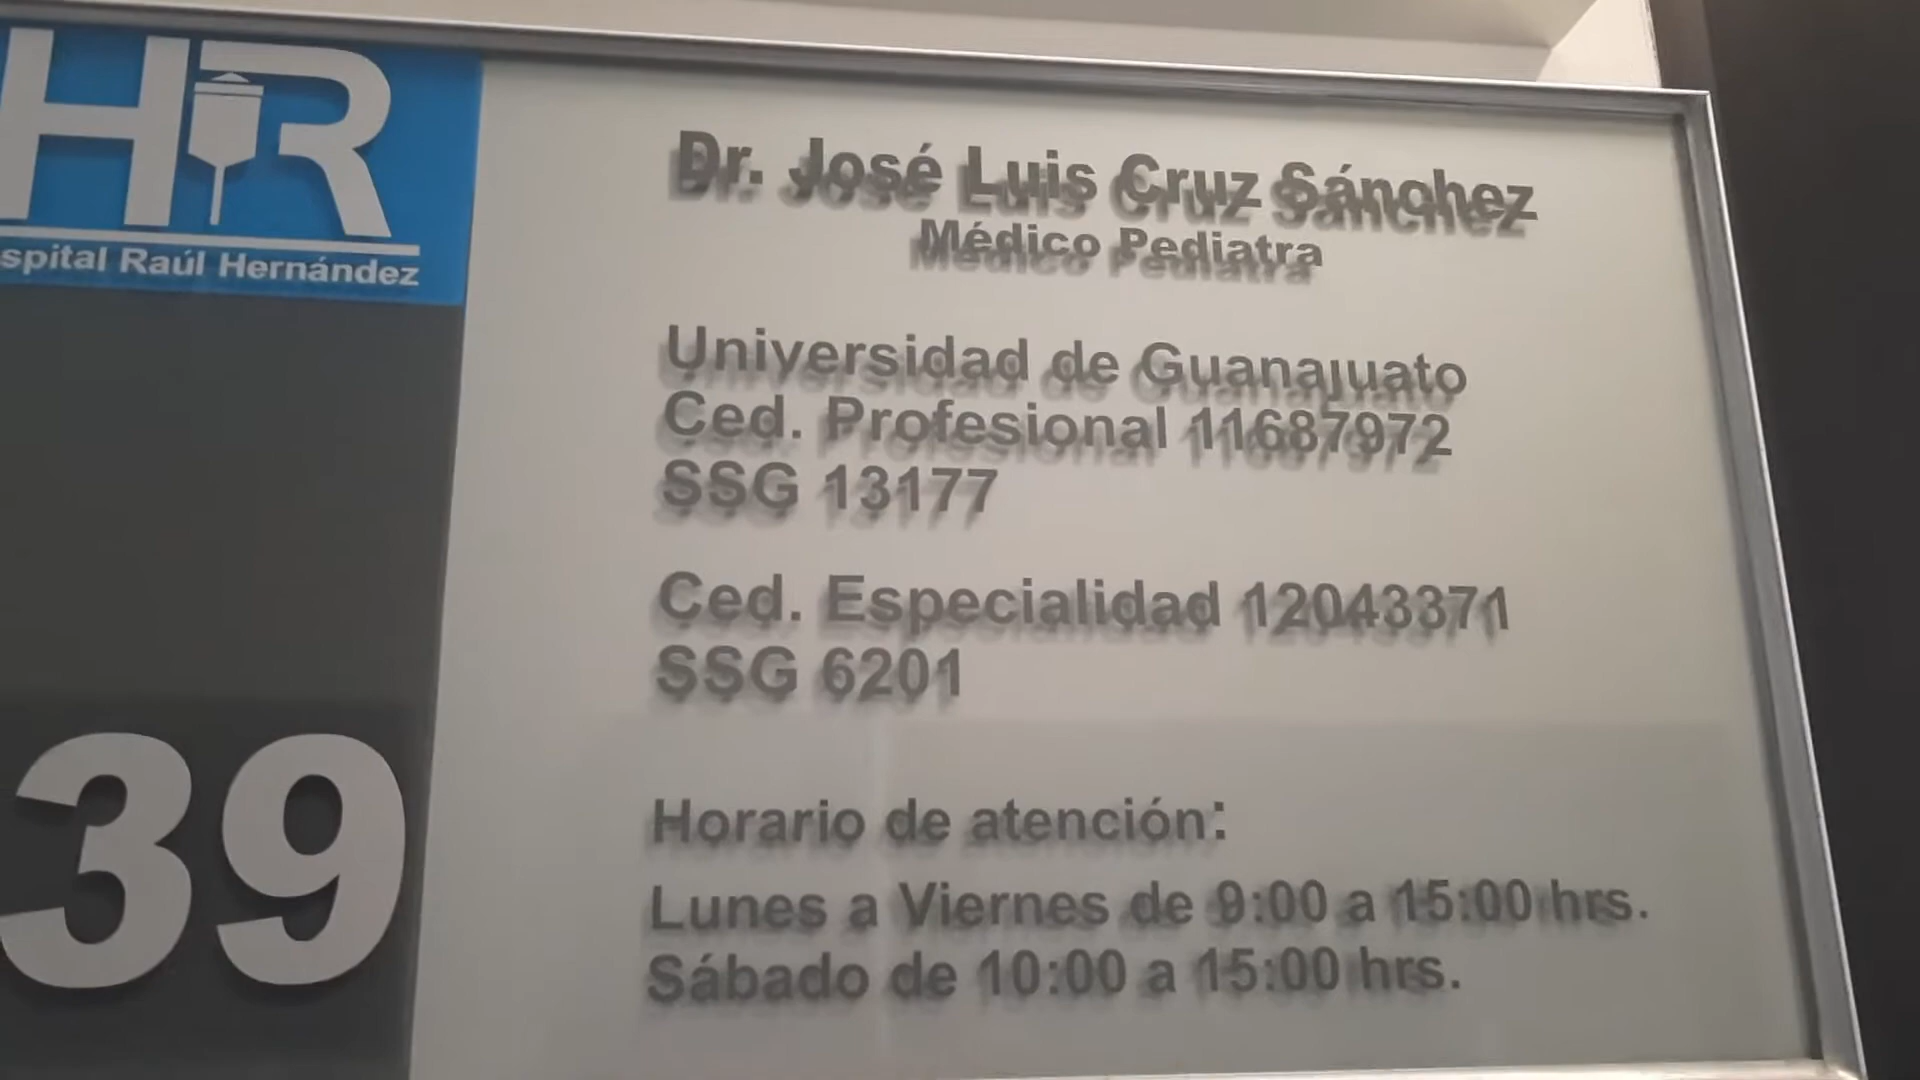 HR
spital Raúl Hernández
39
Dr. José Luis Cruz Sánchez
Médico Pediatra
Universidad de Guanajuato
Ced. Profesional 11687972
SSG 13177
Ced. Especialidad 12043371
SSG 6201
Horario de atención:
Lunes a Viernes de 9:00 a 15:00 hrs.
Sábado de 10:00 a 15:00 hrs.